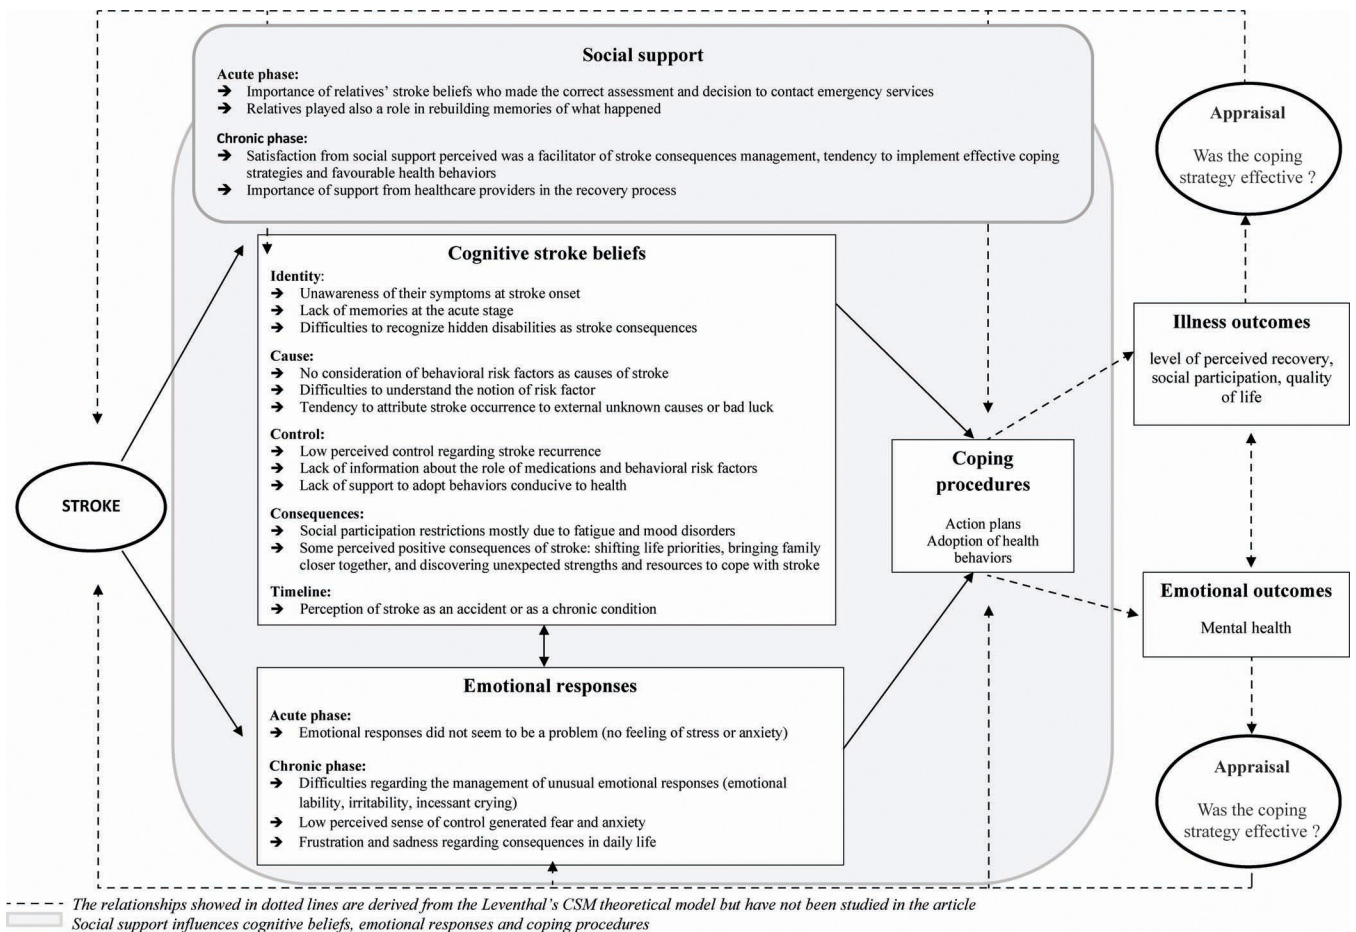 Social support
Acute phase:
➔ Importance of relatives' stroke beliefs who made the correct assessment and decision to contact emergency services
➔ Relatives played also a role in rebuilding memories of what happened
Chronic phase:
➔ Satisfaction from social support perceived was a facilitator of stroke consequences management, tendency to implement effective coping
strategies and favourable health behaviors
➔ Importance of support from healthcare providers in the recovery process
Appraisal
Was the coping
strategy effective ?
Cognitive stroke beliefs
Identity:
➔ Unawareness of their symptoms at stroke onset
➔ Lack of memories at the acute stage
➔ Difficulties to recognize hidden disabilities as stroke consequences
Cause:
➔ No consideration of behavioral risk factors as causes of stroke
➔ Difficulties to understand the notion of risk factor
➔ Tendency to attribute stroke occurrence to external unknown causes or bad luck
Control:
➔ Low perceived control regarding stroke recurrence
➔ Lack of information about the role of medications and behavioral risk factors
➔ Lack of support to adopt behaviors conducive to health
Consequences:
➔ Social participation restrictions mostly due to fatigue and mood disorders
➔ Some perceived positive consequences of stroke: shifting life priorities, bringing family
closer together, and discovering unexpected strengths and resources to cope with stroke
Timeline:
➔ Perception of stroke as an accident or as a chronic condition
STROKE
Coping
procedures
Action plans
Adoption of health
behaviors
Illness outcomes
level of perceived recovery,
social participation, quality
of life
Emotional outcomes
Mental health
Emotional responses
Acute phase:
➔ Emotional responses did not seem to be a problem (no feeling of stress or anxiety)
Chronic phase:
➔ Difficulties regarding the management of unusual emotional responses (emotional
lability, irritability, incessant crying)
➔ Low perceived sense of control generated fear and anxiety
➔ Frustration and sadness regarding consequences in daily life
Appraisal
Was the coping
strategy effective ?
The relationships showed in dotted lines are derived from the Leventhal's CSM theoretical model but have not been studied in the article
Social support influences cognitive beliefs, emotional responses and coping procedures